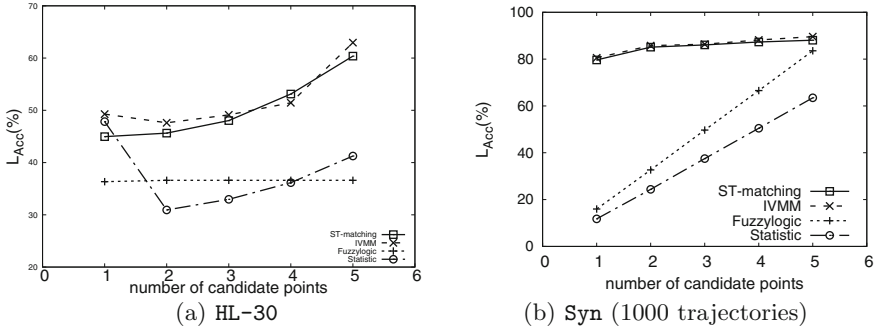 70
60
50
40
30
20
L_Acc(%)
ST-matching
IVMM
Fuzzylogic
Statistic
0 1 2 3 4 5 6
number of candidate points
(a) HL-30
100
80
60
40
20
0
L_Acc(%)
ST-matching
IVMM
Fuzzylogic
Statistic
0 1 2 3 4 5 6
number of candidate points
(b) Syn (1000 trajectories)